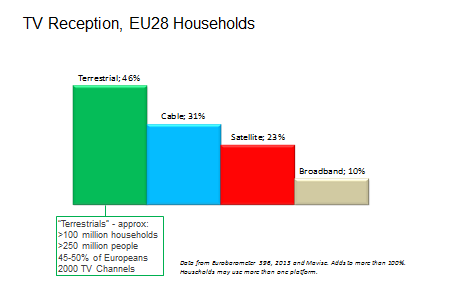 TV Reception, EU28 Households
Terrestrial; 46%
Cable; 31%
Satellite; 23%
Broadband; 10%
"Terrestrials" - approx:
>100 million households
>250 million people
45-50% of Europeans
2000 TV Channels
Data from Eurobarometer 396, 2013 and Mavise. Adds to more than 100%.
Households may use more than one platform.